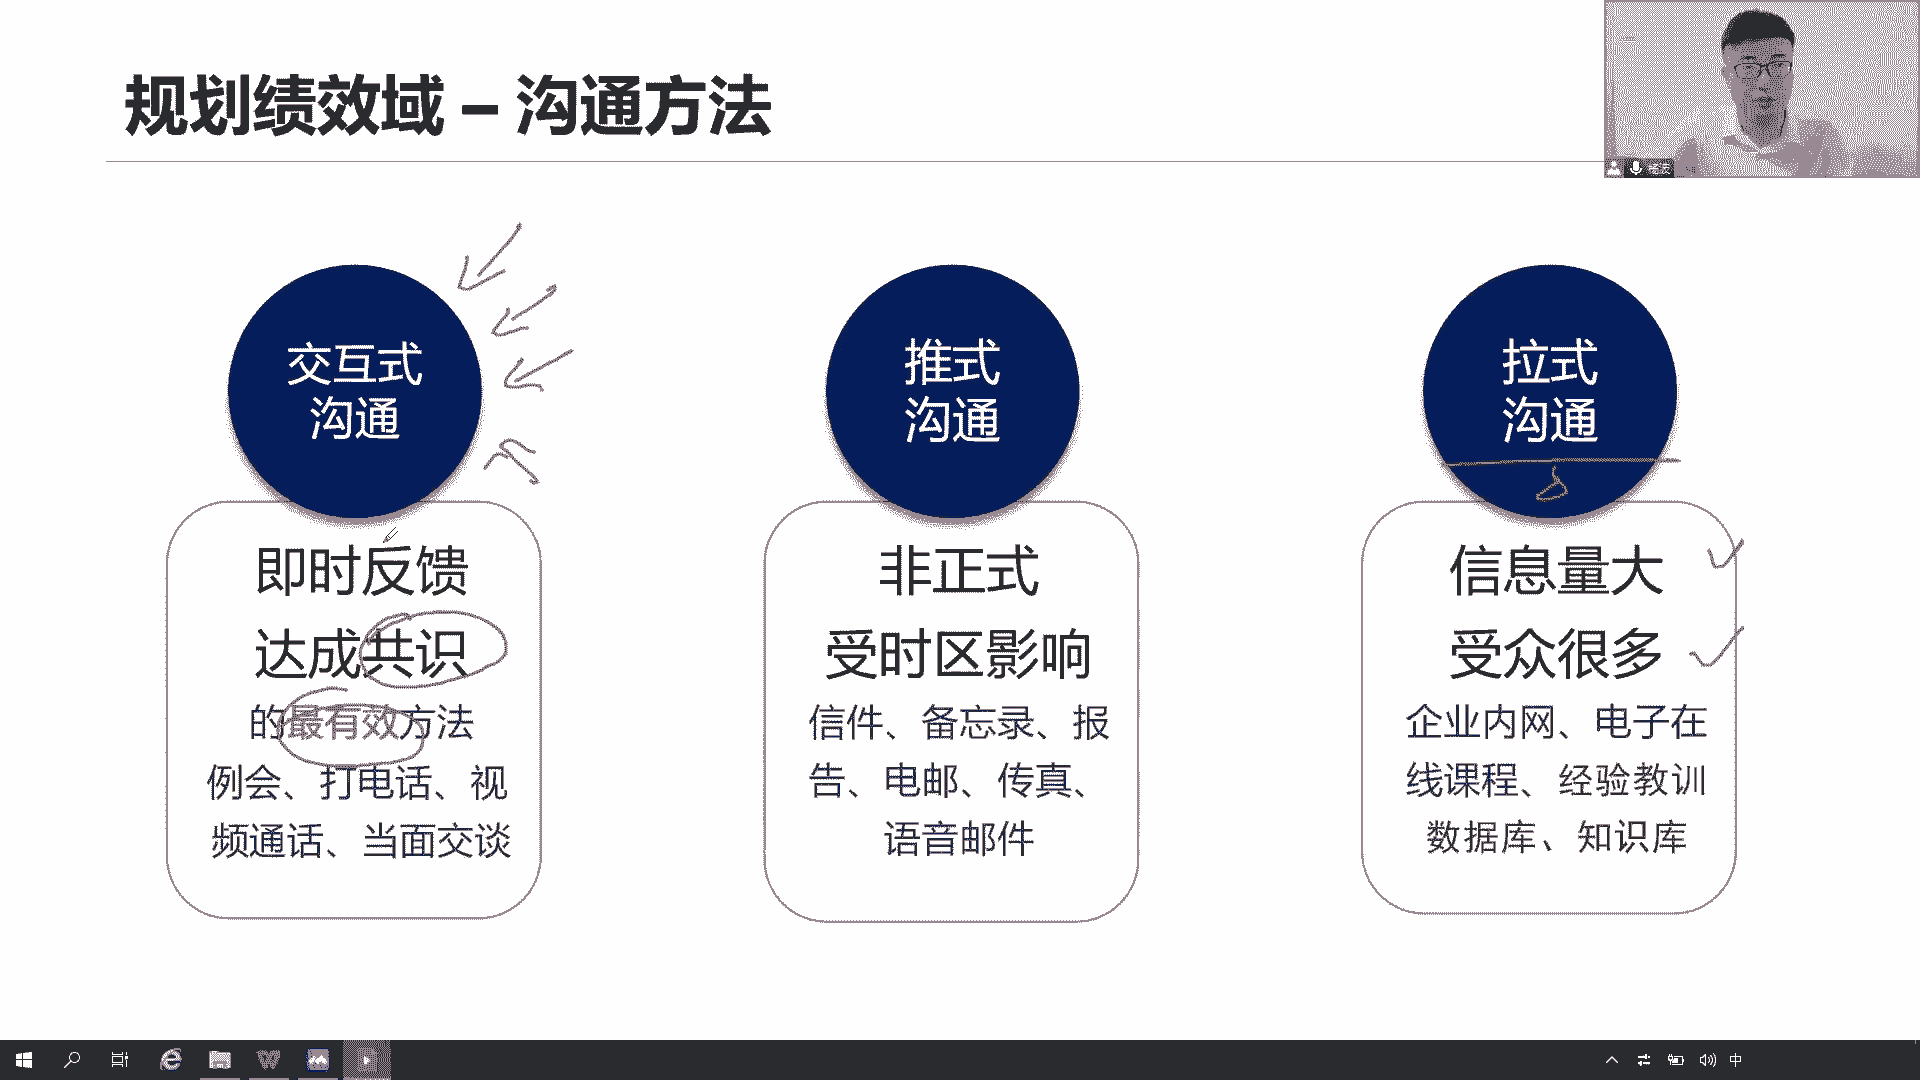 规划绩效域 – 沟通方法
杨波
交互式
沟通
即时反馈
达成共识
的最有效方法
例会、打电话、视
频通话、当面交谈
推式
沟通
非正式
受时区影响
信件、备忘录、报
告、电邮、传真、
语音邮件
拉式
沟通
信息量大
受众很多
企业内网、电子在
线课程、经验教训
数据库、知识库
中